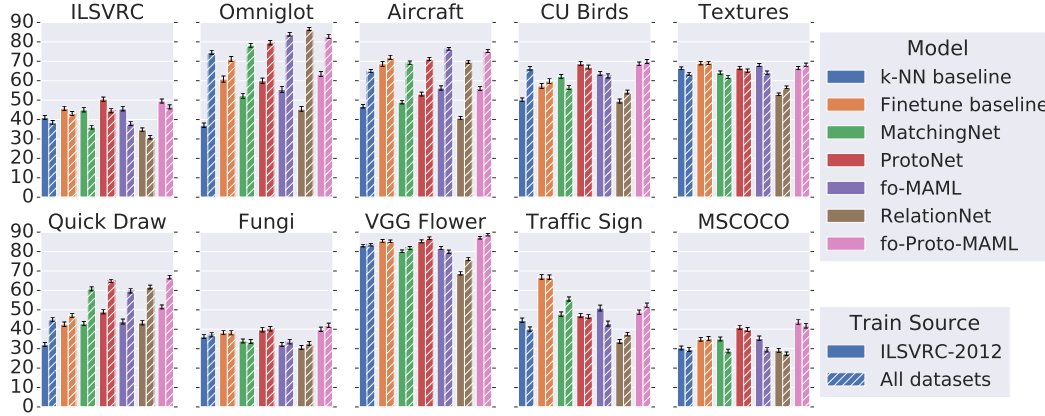 ILSVRC Omniglot Aircraft CU Birds Textures
90
80
70
60
50
40
30
20
10
0
Quick Draw Fungi VGG Flower Traffic Sign MSCOCO
90
80
70
60
50
40
30
20
10
0
Model
k-NN baseline
Finetune baseline
MatchingNet
ProtoNet
fo-MAML
RelationNet
fo-Proto-MAML
Train Source
ILSVRC-2012
All datasets